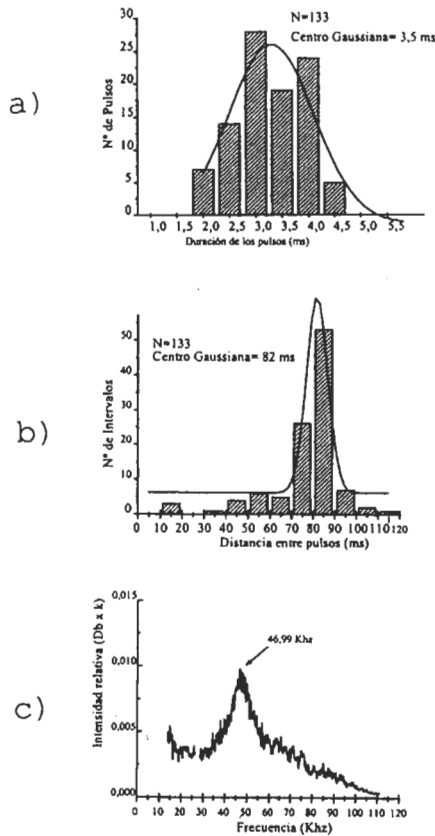 a)
N=133
Centro Gaussiana= 3,5 ms
Nº de Pulsos
30
25
20
15
10
5
0
1,0 1,5 2,0 2,5 3,0 3,5 4,0 4,5 5,0 5,5
Duración de los pulsos (ms)
b)
N=133
Centro Gaussiana= 82 ms
Nº de Intervalos
50
40
30
20
10
0
0 10 20 30 40 50 60 70 80 90 100 110 120
Distancia entre pulsos (ms)
c)
46,99 Khz
Intensidad relativa (Db x k)
0,015
0,010
0,005
0,000
0 10 20 30 40 50 60 70 80 90 100 110 120
Frecuencia (Khz)